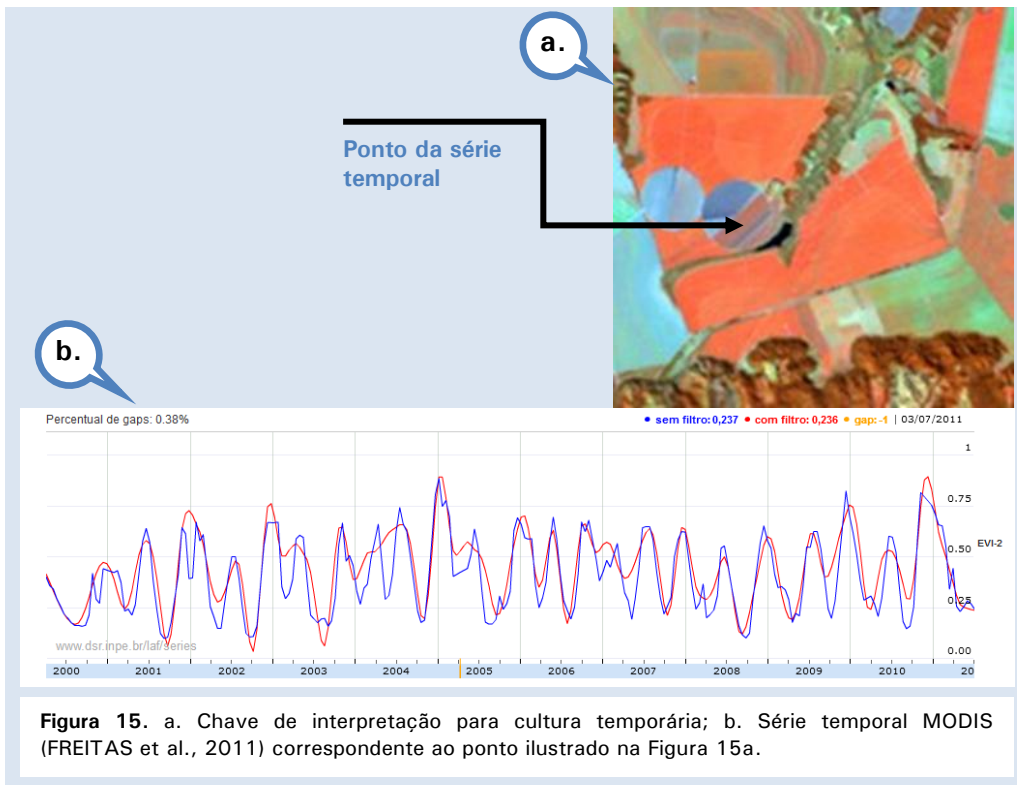 a.
Ponto da série
temporal
b.
Percentual de gaps: 0.38%
• sem filtro: 0,237 • com filtro: 0,236 • gap: -1 | 03/07/2011
1
0.75
0.50 EVI-2
0.25
0.00
www.dsr.inpe.br/laf/series
2000 2001 2002 2003 2004 2005 2006 2007 2008 2009 2010 20
Figura 15. a. Chave de interpretação para cultura temporária; b. Série temporal MODIS
(FREITAS et al., 2011) correspondente ao ponto ilustrado na Figura 15a.